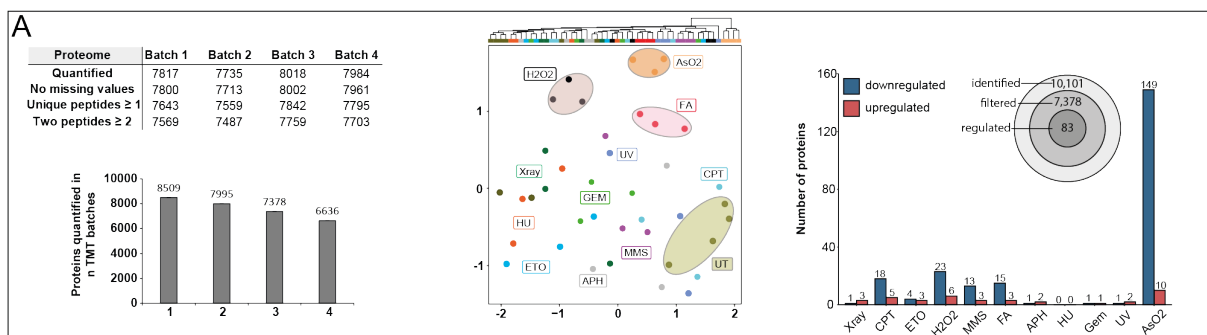 A
Proteome Batch 1 Batch 2 Batch 3 Batch 4
Quantified 7817 7735 8018 7984
No missing values 7800 7713 8002 7961
Unique peptides ≥ 1 7643 7559 7842 7795
Two peptides ≥ 2 7569 7487 7759 7703
Proteins quantified in
n TMT batches
10000
8000
6000
4000
2000
0
8509 7995 7378 6636
1 2 3 4
1
0
-1
-2 -1 0 1 2
H2O2
AsO2
FA
UV
Xray
CPT
GEM
HU
MMS
UT
ETO
APH
Number of proteins
160
120
80
40
0
downregulated
upregulated
identified 10,101
filtered 7,378
regulated 83
149
1 3 18 5 4 3 23 6 13 3 15 3 1 2 0 0 1 1 1 2 10
Xray CPT ETO H2O2 MMS FA APH HU Gem UV AsO2